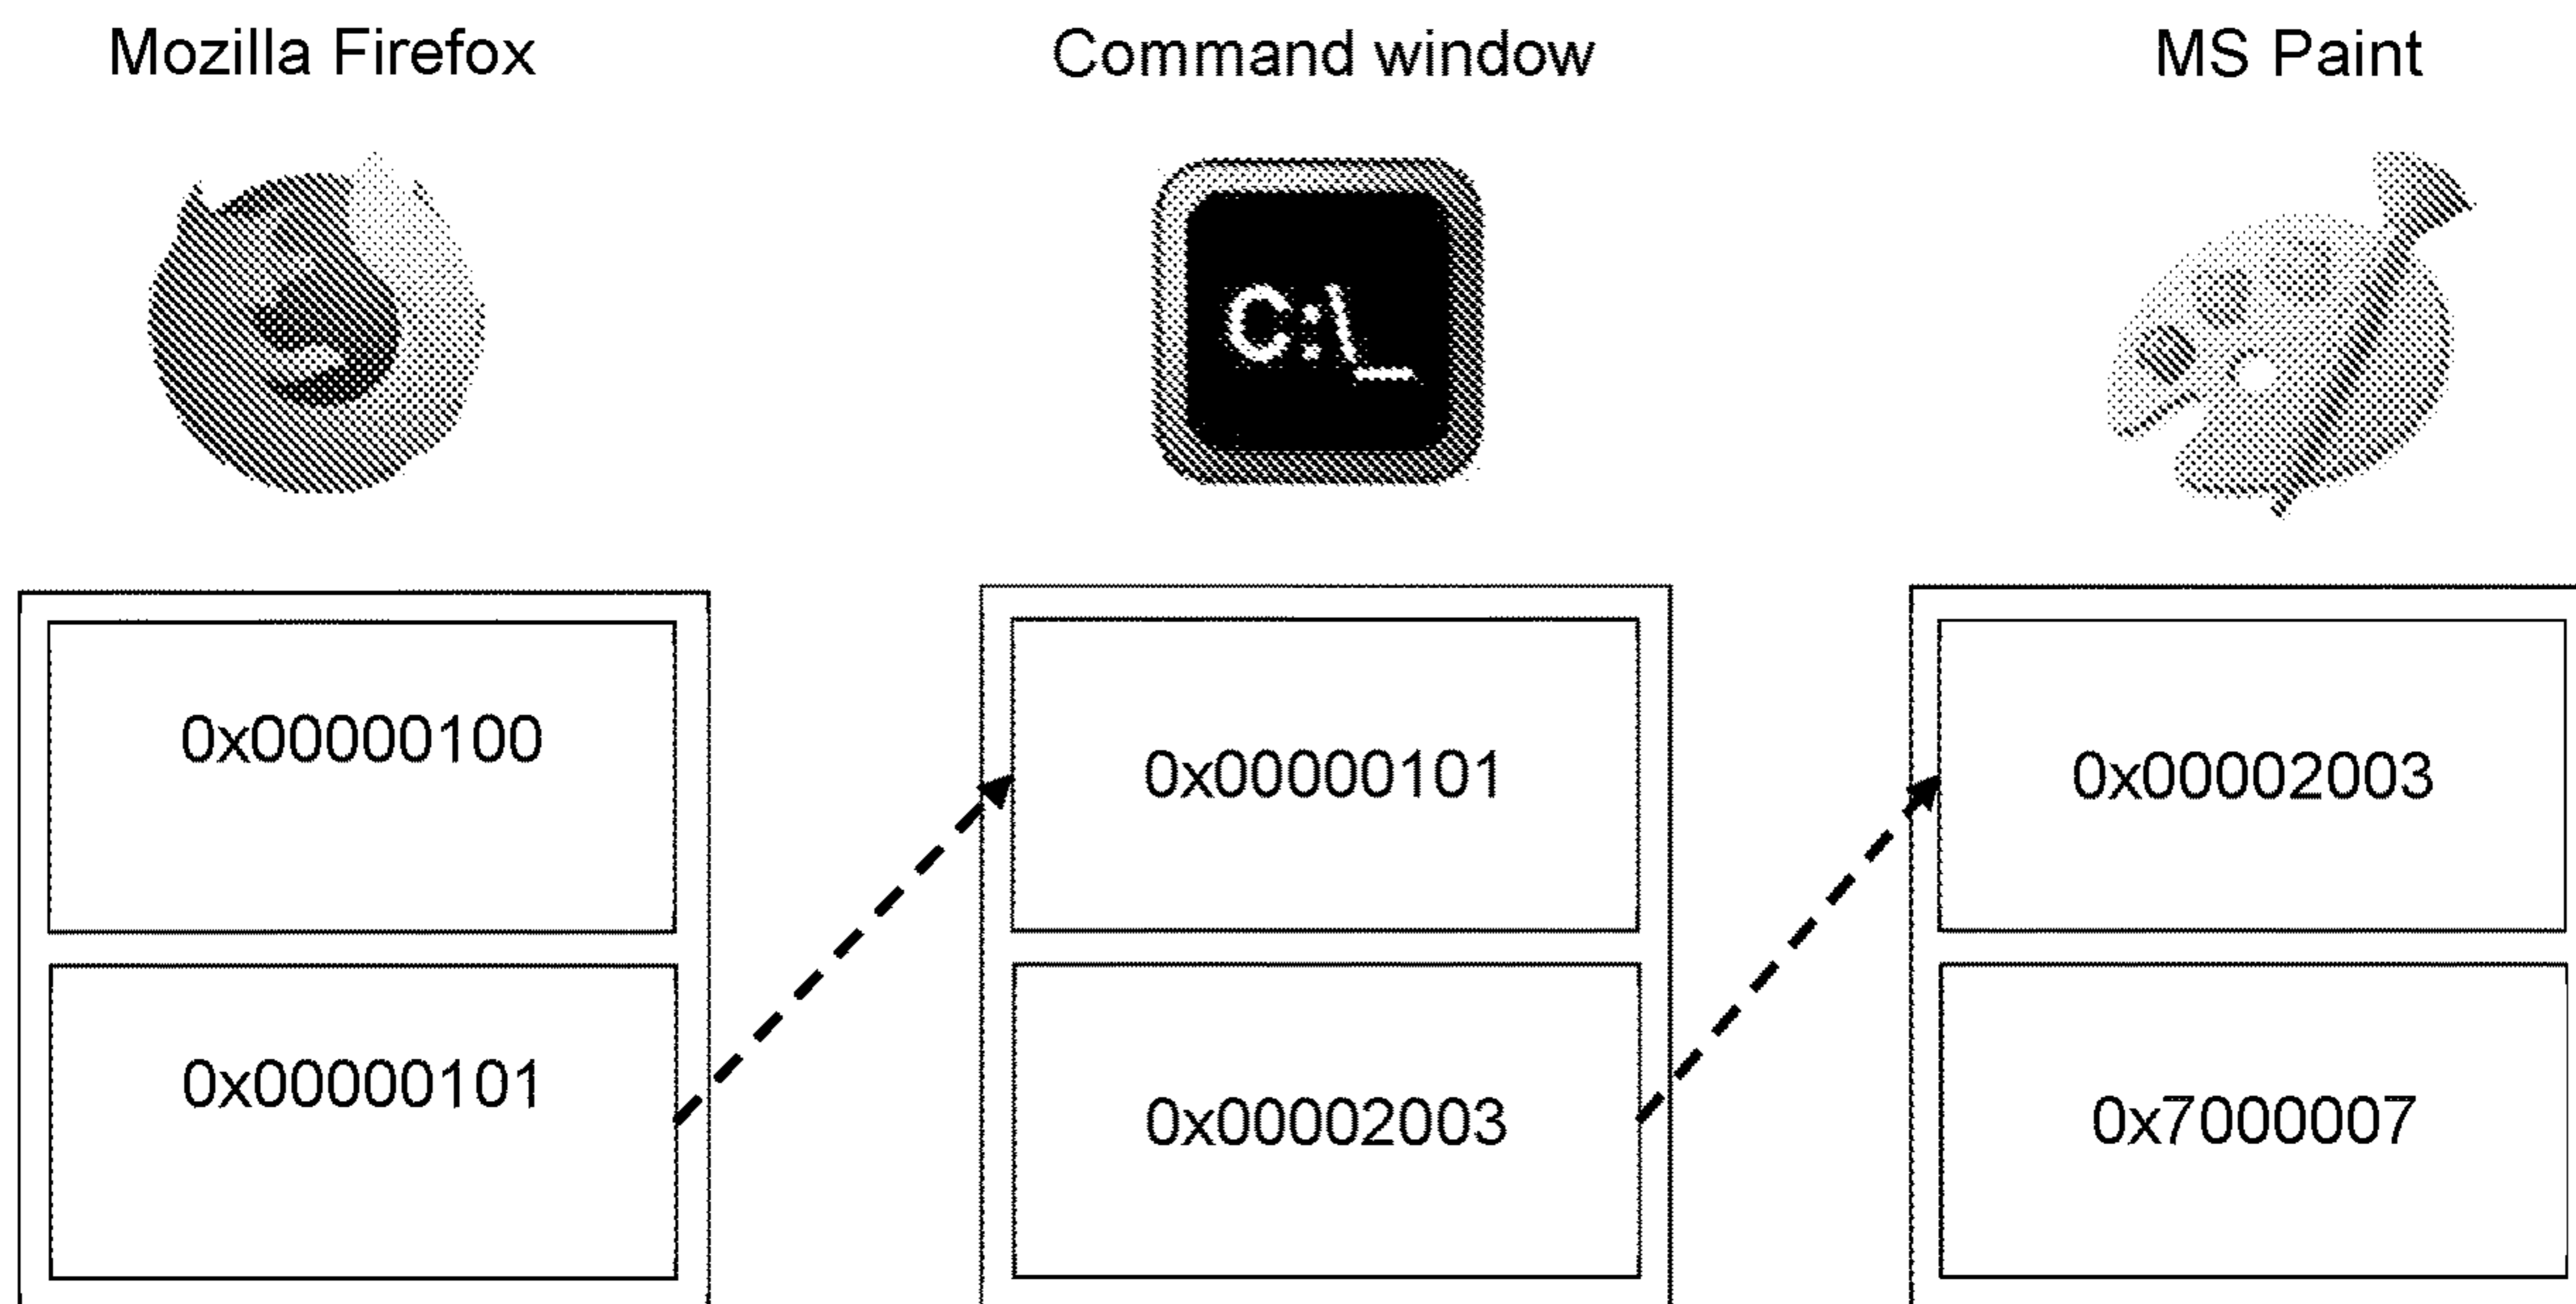 Mozilla Firefox
Command window
MS Paint
C:\_
0x00000100
0x00000101
0x00000101
0x00002003
0x00002003
0x7000007